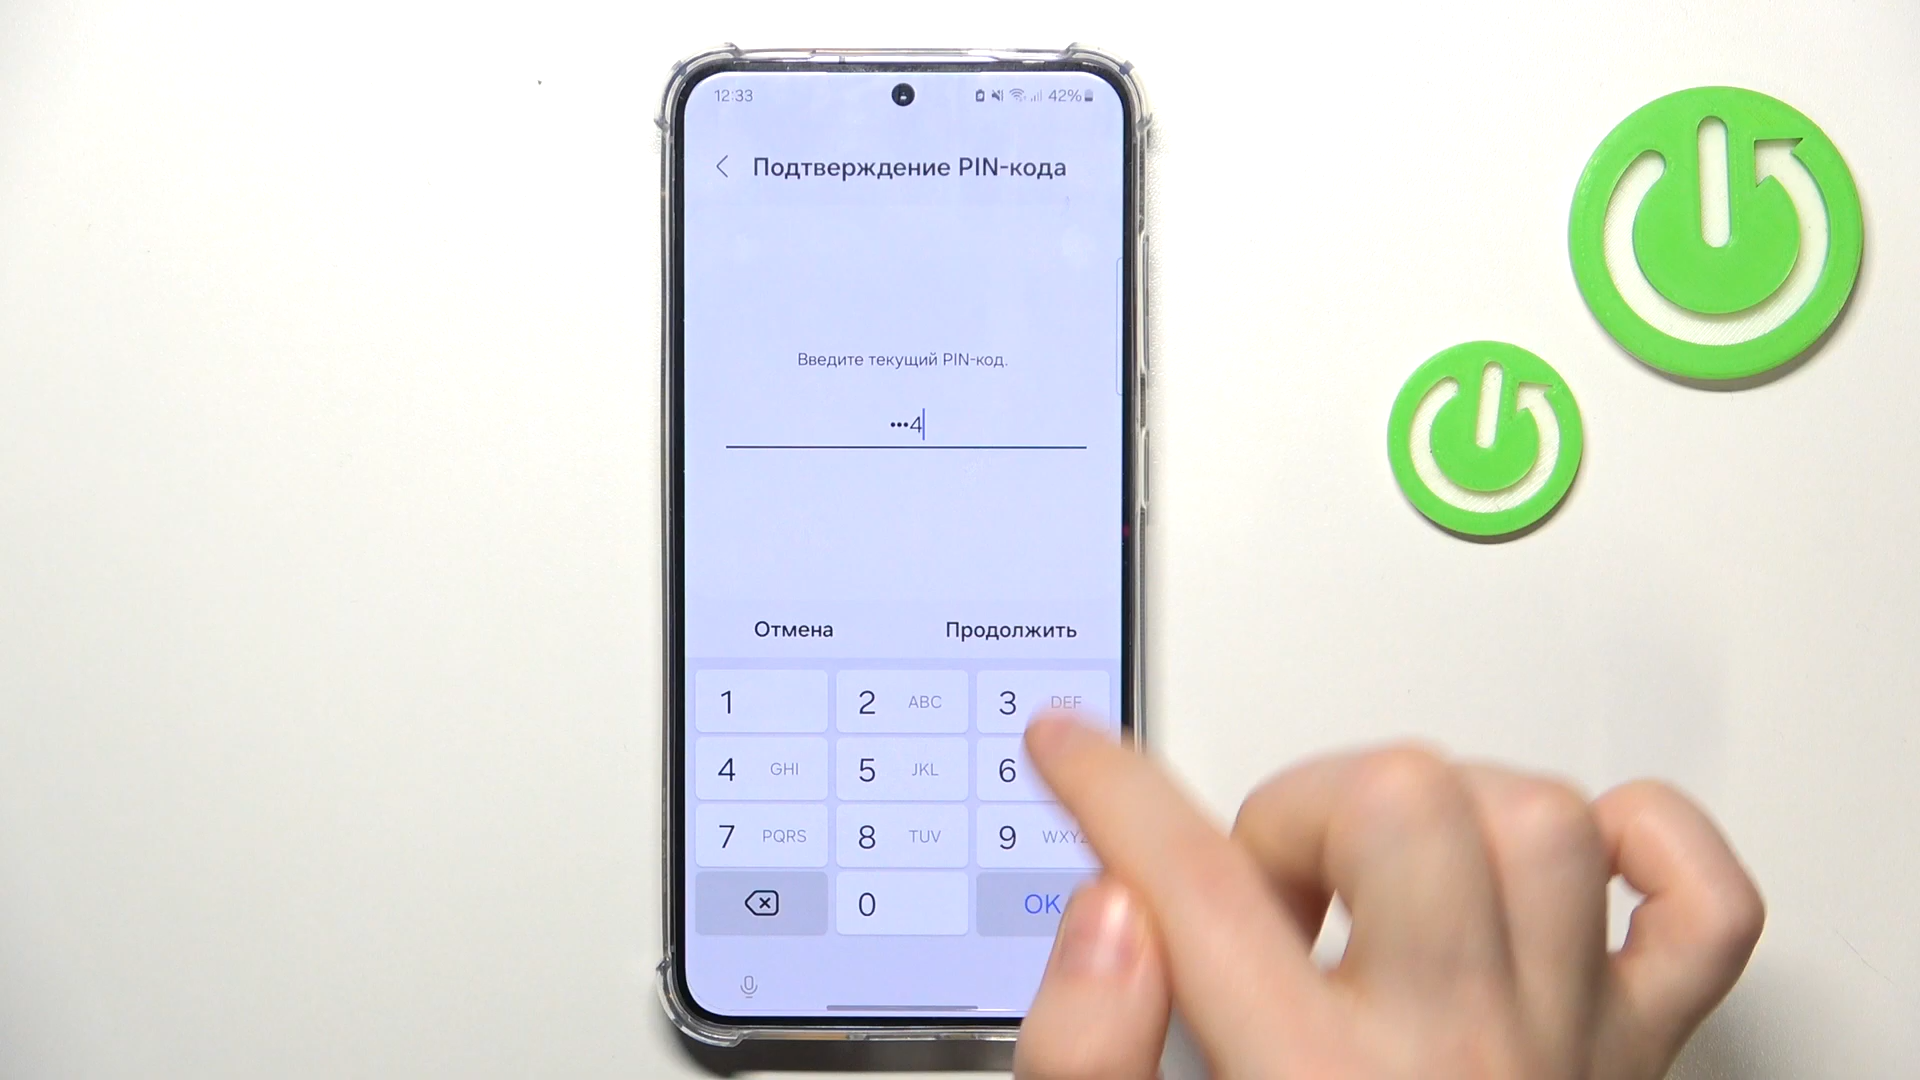 12:33 42%
Подтверждение PIN-кода
Введите текущий PIN-код.
•••4
Отмена Продолжить
1 2 ABC 3 DEF
4 GHI 5 JKL 6
7 PQRS 8 TUV 9 WXYZ
0 OK